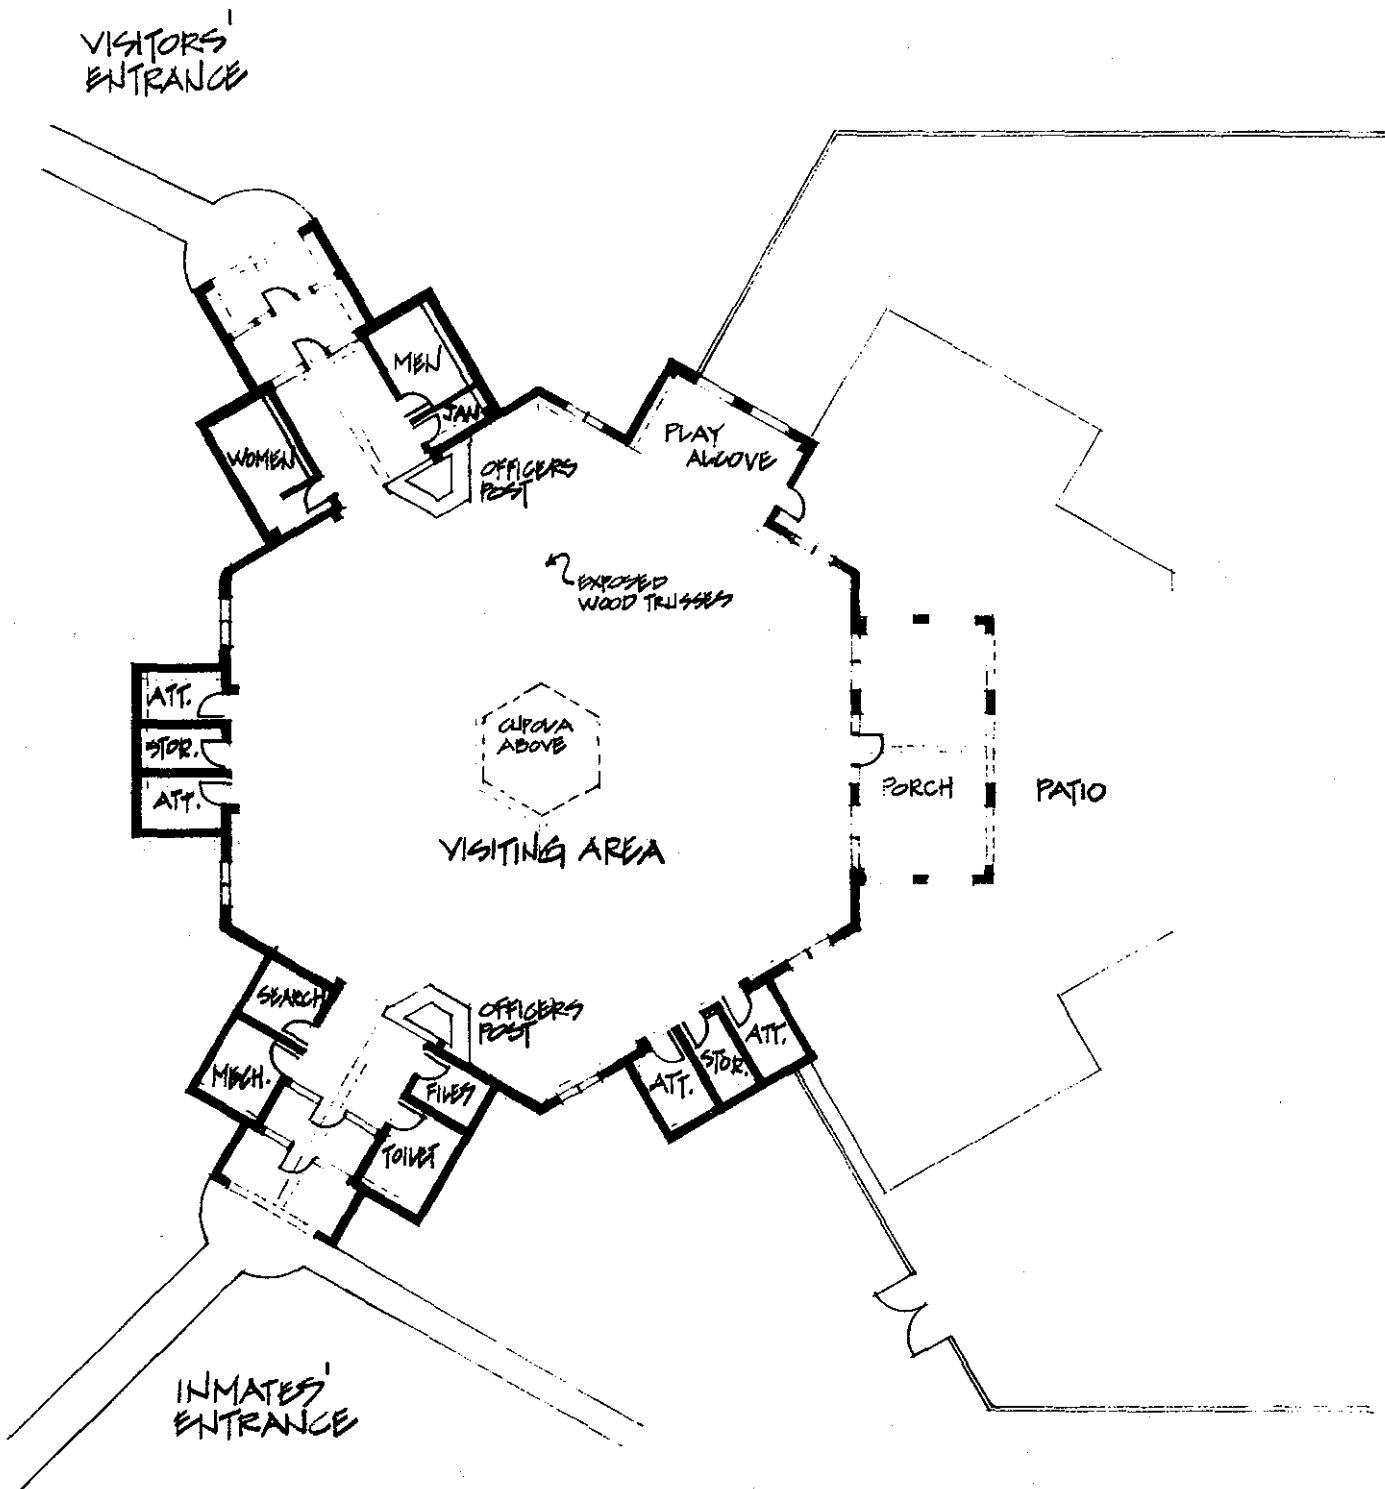 VISITORS'
ENTRANCE
MEN
JAN
WOMEN
OFFICERS
POST
PLAY
ALCOVE
EXPOSED
WOOD TRUSSES
ATT.
STOR.
ATT.
CUPOLA
ABOVE
VISITING AREA
PORCH
PATIO
SEARCH
MECH.
OFFICERS
POST
FILES
TOILET
ATT.
STOR.
ATT.
INMATES'
ENTRANCE